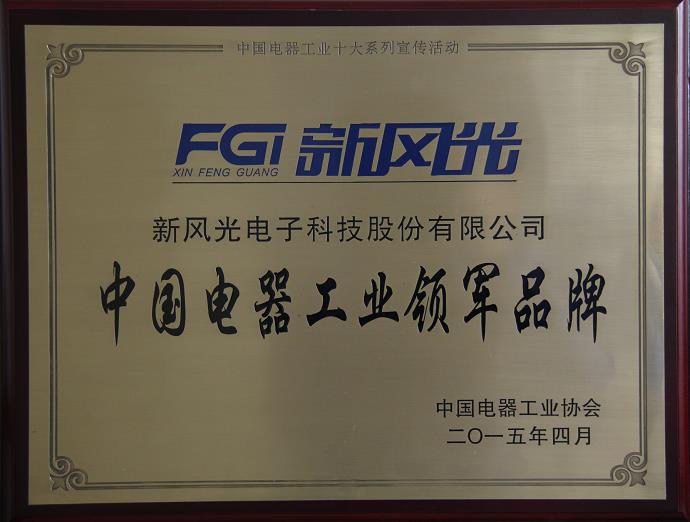 中国电器工业十大系列宣传活动
FGI 新风光
XIN FENG GUANG
新风光电子科技股份有限公司
中国电器工业领军品牌
中国电器工业协会
二〇一五年四月